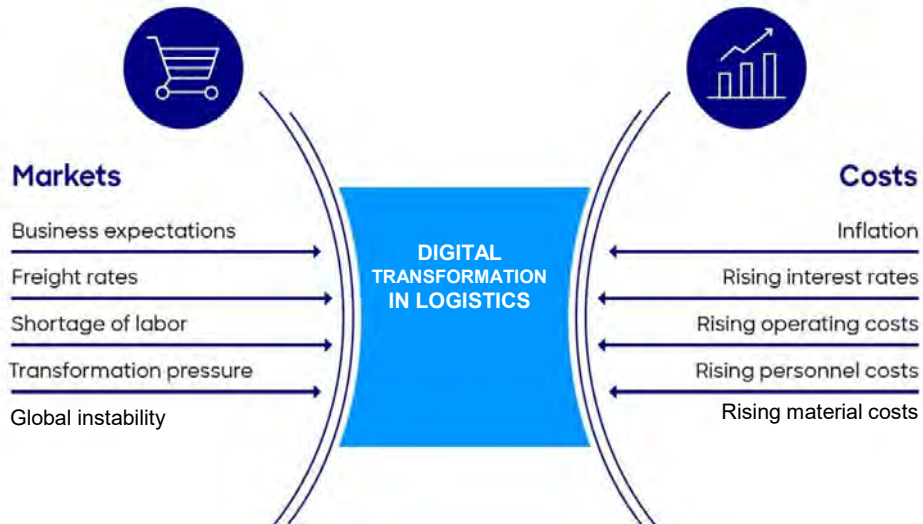 Markets
Business expectations
Freight rates
Shortage of labor
Transformation pressure
Global instability
DIGITAL
TRANSFORMATION
IN LOGISTICS
Costs
Inflation
Rising interest rates
Rising operating costs
Rising personnel costs
Rising material costs